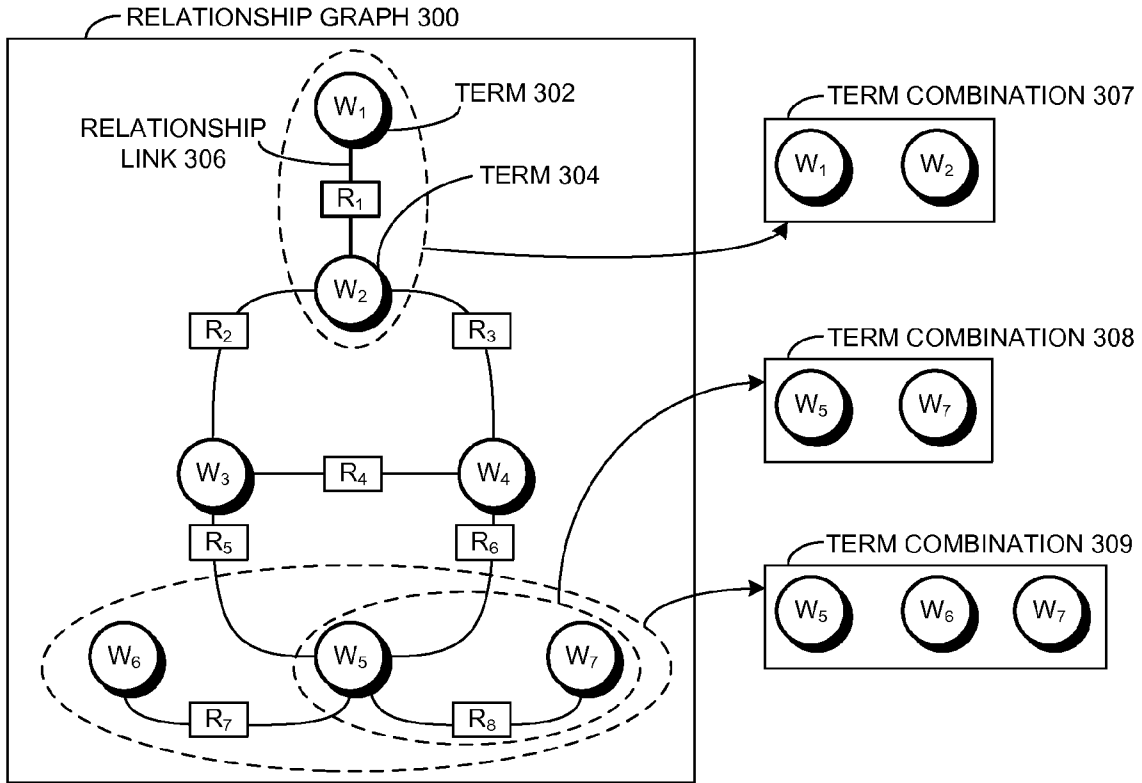 RELATIONSHIP GRAPH 300
W₁
TERM 302
RELATIONSHIP
LINK 306
R₁
TERM 304
W₂
R₂
R₃
W₃
R₄
W₄
R₅
R₆
W₆
W₅
W₇
R₇
R₈
TERM COMBINATION 307
W₁ W₂
TERM COMBINATION 308
W₅ W₇
TERM COMBINATION 309
W₅ W₆ W₇